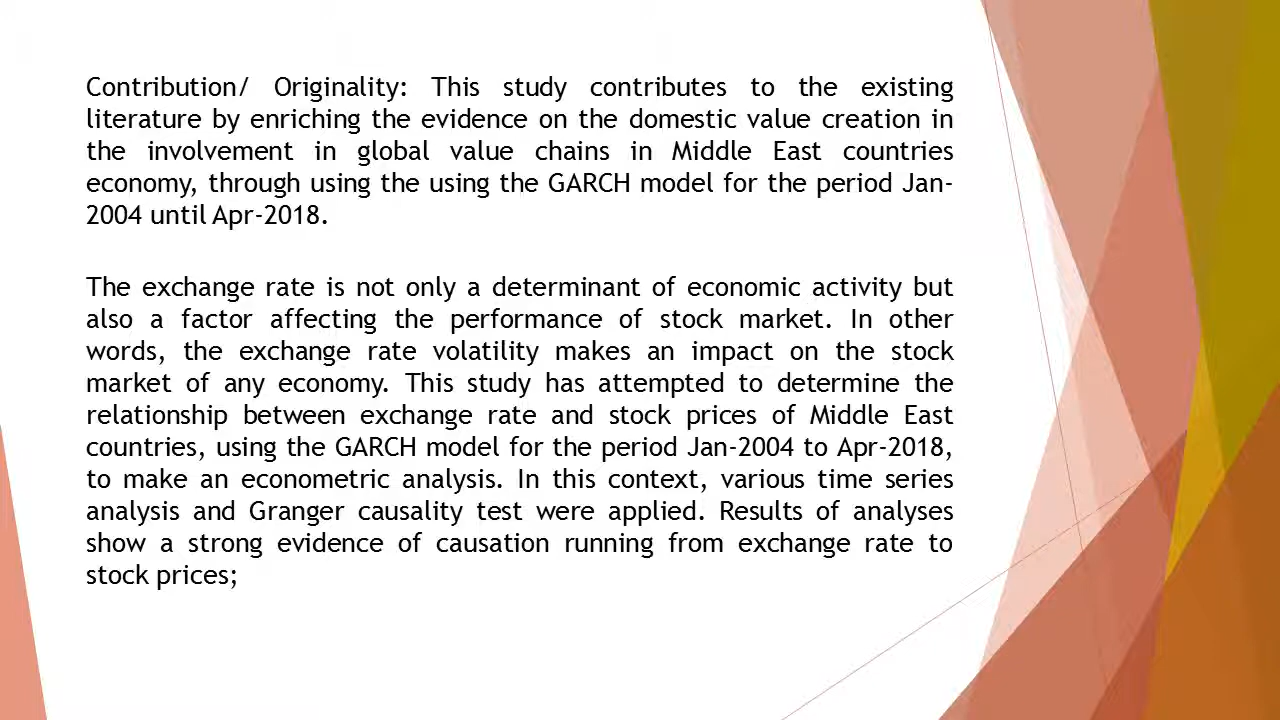 Contribution/ Originality: This study contributes to the existing
literature by enriching the evidence on the domestic value creation in
the involvement in global value chains in Middle East countries
economy, through using the using the GARCH model for the period Jan-
2004 until Apr-2018.
The exchange rate is not only a determinant of economic activity but
also a factor affecting the performance of stock market. In other
words, the exchange rate volatility makes an impact on the stock
market of any economy. This study has attempted to determine the
relationship between exchange rate and stock prices of Middle East
countries, using the GARCH model for the period Jan-2004 to Apr-2018,
to make an econometric analysis. In this context, various time series
analysis and Granger causality test were applied. Results of analyses
show a strong evidence of causation running from exchange rate to
stock prices;